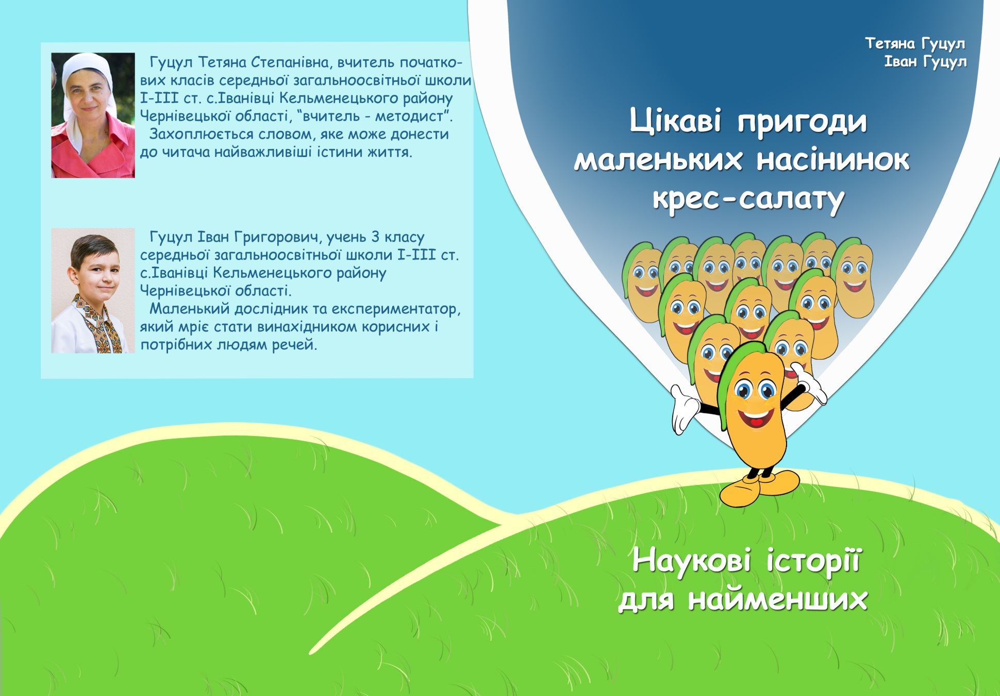 Гуцул Тетяна Степанівна, вчитель початко-
вих класів середньої загальноосвітньої школи
І-ІІІ ст. с.Іванівці Кельменецького району
Чернівецької області, “вчитель - методист”.
Захоплюється словом, яке може донести
до читача найважливіші істини життя.
Гуцул Іван Григорович, учень 3 класу
середньої загальноосвітньої школи І-ІІІ ст.
с.Іванівці Кельменецького району
Чернівецької області.
Маленький дослідник та експериментатор,
який мріє стати винахідником корисних і
потрібних людям речей.
Тетяна Гуцул
Іван Гуцул
Цікаві пригоди
маленьких насінинок
крес-салату
Наукові історії
для найменших